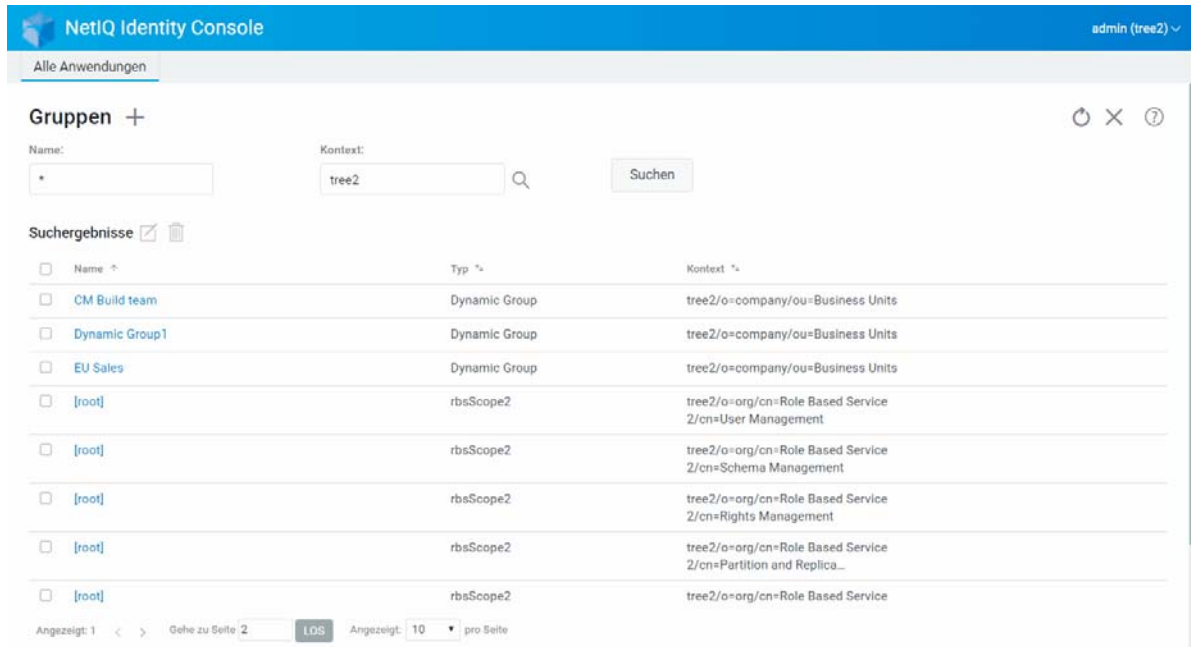 NetIQ Identity Console
admin (tree2)
Alle Anwendungen
Gruppen
Name:
Kontext:
*
tree2
Suchen
Suchergebnisse
Name Typ Kontext
CM Build team Dynamic Group tree2/o=company/ou=Business Units
Dynamic Group1 Dynamic Group tree2/o=company/ou=Business Units
EU Sales Dynamic Group tree2/o=company/ou=Business Units
[root] rbsScope2 tree2/o=org/cn=Role Based Service
2/cn=User Management
[root] rbsScope2 tree2/o=org/cn=Role Based Service
2/cn=Schema Management
[root] rbsScope2 tree2/o=org/cn=Role Based Service
2/cn=Rights Management
[root] rbsScope2 tree2/o=org/cn=Role Based Service
2/cn=Partition and Replica...
[root] rbsScope2 tree2/o=org/cn=Role Based Service
Angezeigt: 1 < > Gehe zu Seite 2 LOS Angezeigt: 10 pro Seite